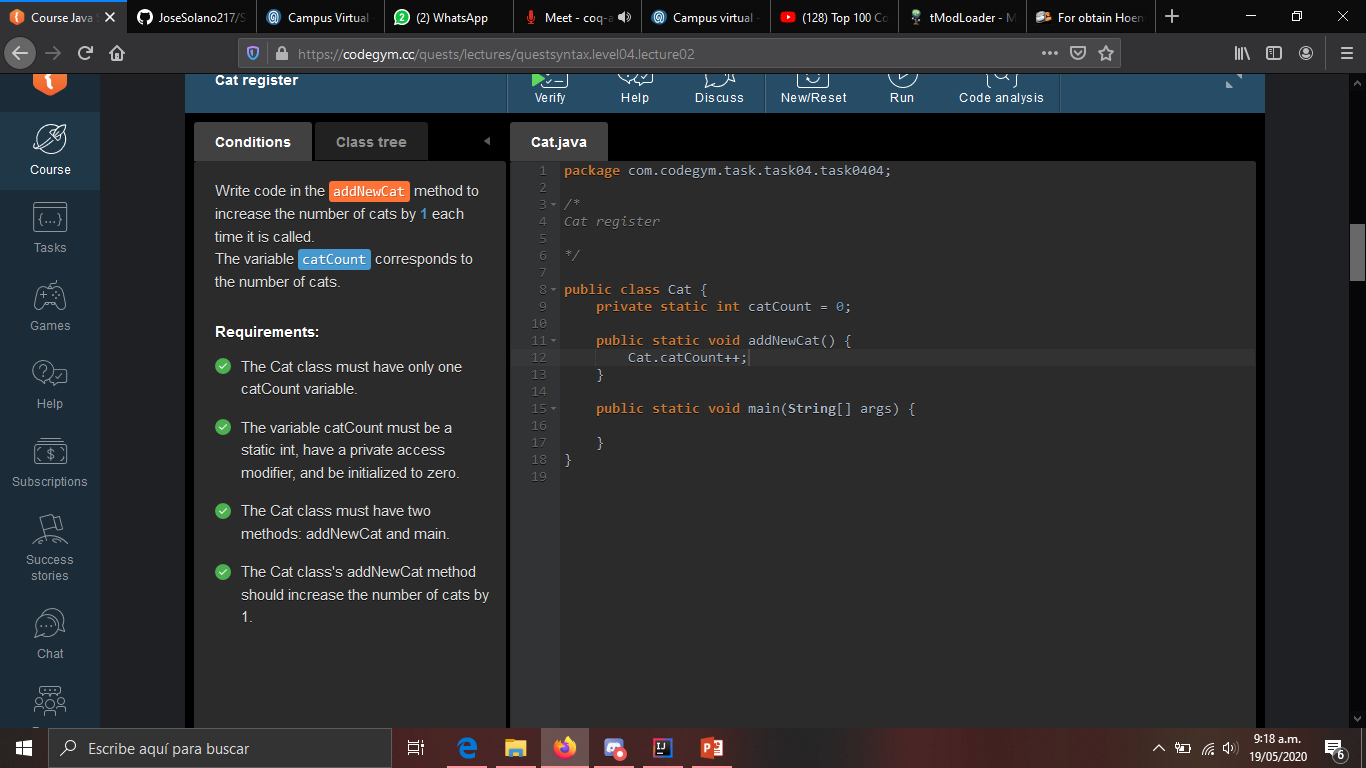 Course Java S
JoseSolano217/S
Campus Virtual
(2) WhatsApp
Meet - coq-a
Campus virtual -
(128) Top 100 Co
tModLoader - M
For obtain Hoen
https://codegym.cc/quests/lectures/questsyntax.level04.lecture02
Cat register
Verify
Help
Discuss
New/Reset
Run
Code analysis
Course
Tasks
Games
Help
Subscriptions
Success
stories
Chat
Conditions
Class tree
Write code in the addNewCat method to
increase the number of cats by 1 each
time it is called.
The variable catCount corresponds to
the number of cats.
Requirements:
The Cat class must have only one
catCount variable.
The variable catCount must be a
static int, have a private access
modifier, and be initialized to zero.
The Cat class must have two
methods: addNewCat and main.
The Cat class's addNewCat method
should increase the number of cats by
1.
Cat.java
1 package com.codegym.task.task04.task0404;
2
3 /*
4 Cat register
5
6 */
7
8 public class Cat {
9 private static int catCount = 0;
10
11 public static void addNewCat() {
12 Cat.catCount++;
13 }
14
15 public static void main(String[] args) {
16
17 }
18 }
19
Escribe aquí para buscar
9:18 a.m.
19/05/2020
6